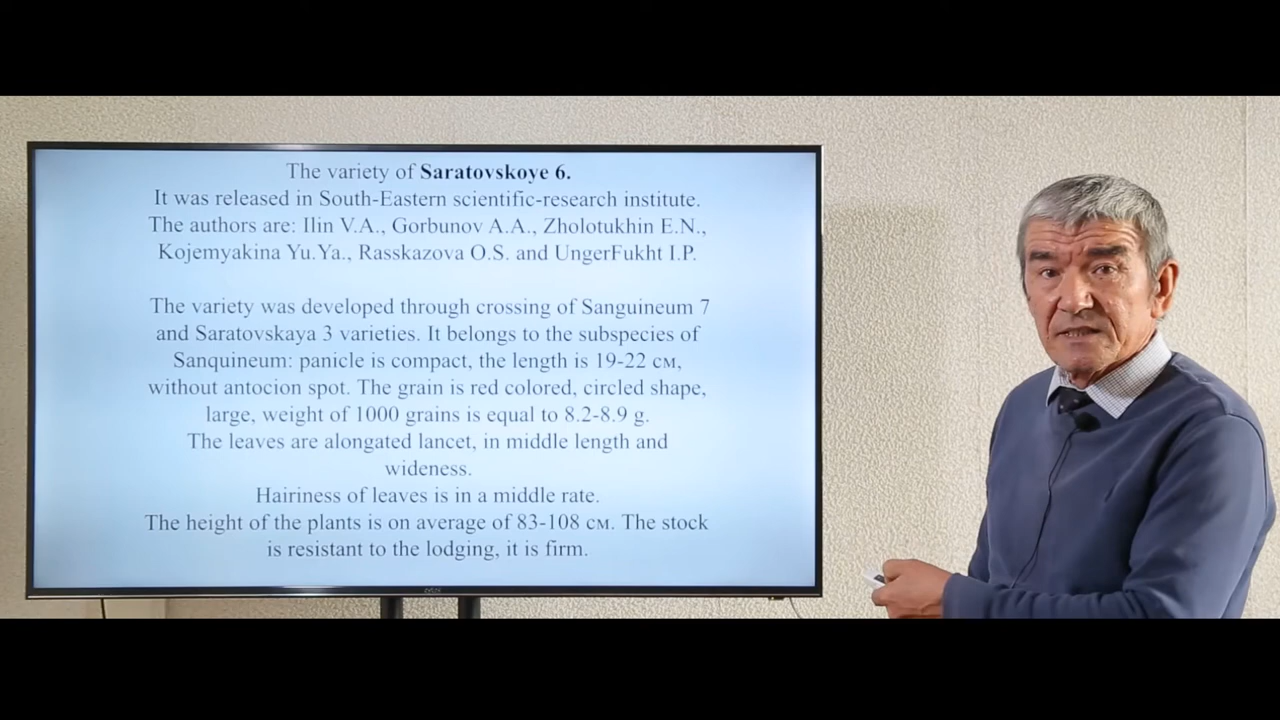 The variety of Saratovskoye 6.
It was released in South-Eastern scientific-research institute.
The authors are: Ilin V.A., Gorbunov A.A., Zholotukhin E.N.,
Kojemyakina Yu.Ya., Rasskazova O.S. and UngerFukht I.P.
The variety was developed through crossing of Sanguineum 7
and Saratovskaya 3 varieties. It belongs to the subspecies of
Sanquineum: panicle is compact, the length is 19-22 см,
without antocion spot. The grain is red colored, circled shape,
large, weight of 1000 grains is equal to 8.2-8.9 g.
The leaves are alongated lancet, in middle length and
wideness.
Hairiness of leaves is in a middle rate.
The height of the plants is on average of 83-108 см. The stock
is resistant to the lodging, it is firm.